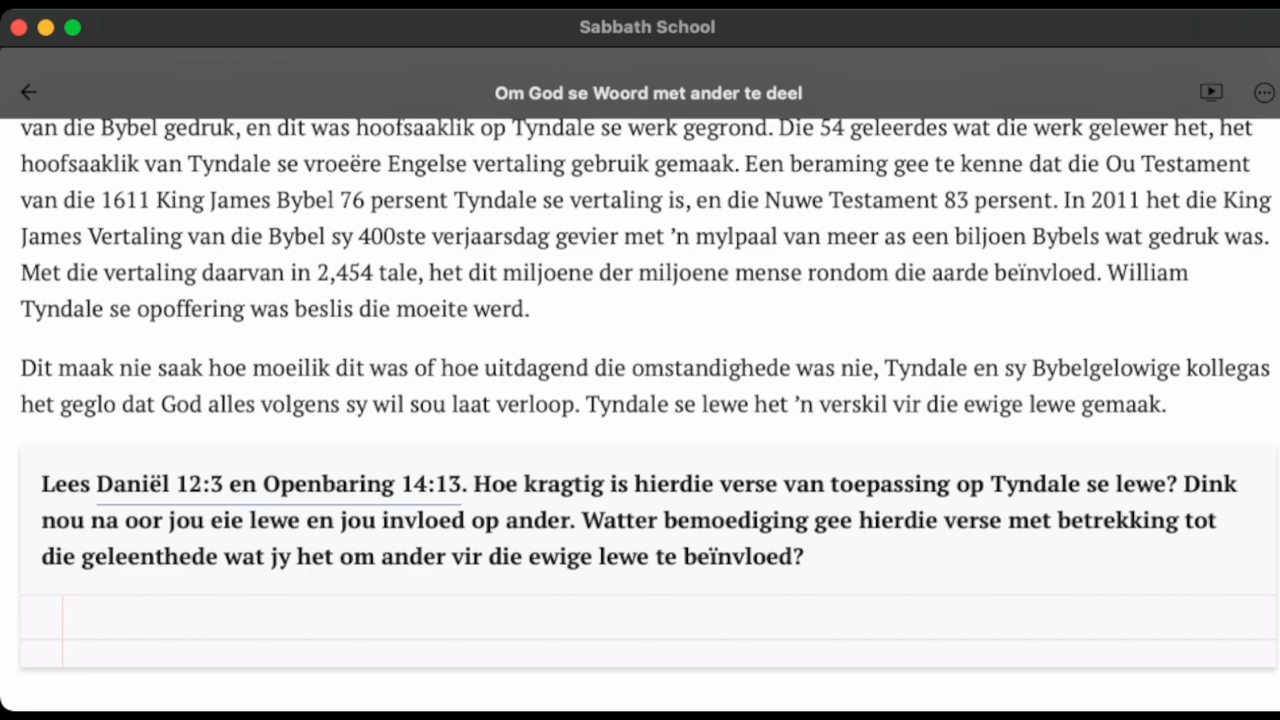 Sabbath School
Om God se Woord met ander te deel
van die Bybel gedruk, en dit was hoofsaaklik op Tyndale se werk gegrond. Die 54 geleerdes wat die werk gelewer het, het
hoofsaaklik van Tyndale se vroeëre Engelse vertaling gebruik gemaak. Een beraming gee te kenne dat die Ou Testament
van die 1611 King James Bybel 76 persent Tyndale se vertaling is, en die Nuwe Testament 83 persent. In 2011 het die King
James Vertaling van die Bybel sy 400ste verjaarsdag gevier met ’n mylpaal van meer as een biljoen Bybels wat gedruk was.
Met die vertaling daarvan in 2,454 tale, het dit miljoene der miljoene mense rondom die aarde beïnvloed. William
Tyndale se opoffering was beslis die moeite werd.
Dit maak nie saak hoe moeilik dit was of hoe uitdagend die omstandighede was nie, Tyndale en sy Bybelgelowige kollegas
het geglo dat God alles volgens sy wil sou laat verloop. Tyndale se lewe het ’n verskil vir die ewige lewe gemaak.
Lees Daniël 12:3 en Openbaring 14:13. Hoe kragtig is hierdie verse van toepassing op Tyndale se lewe? Dink
nou na oor jou eie lewe en jou invloed op ander. Watter bemoediging gee hierdie verse met betrekking tot
die geleenthede wat jy het om ander vir die ewige lewe te beïnvloed?